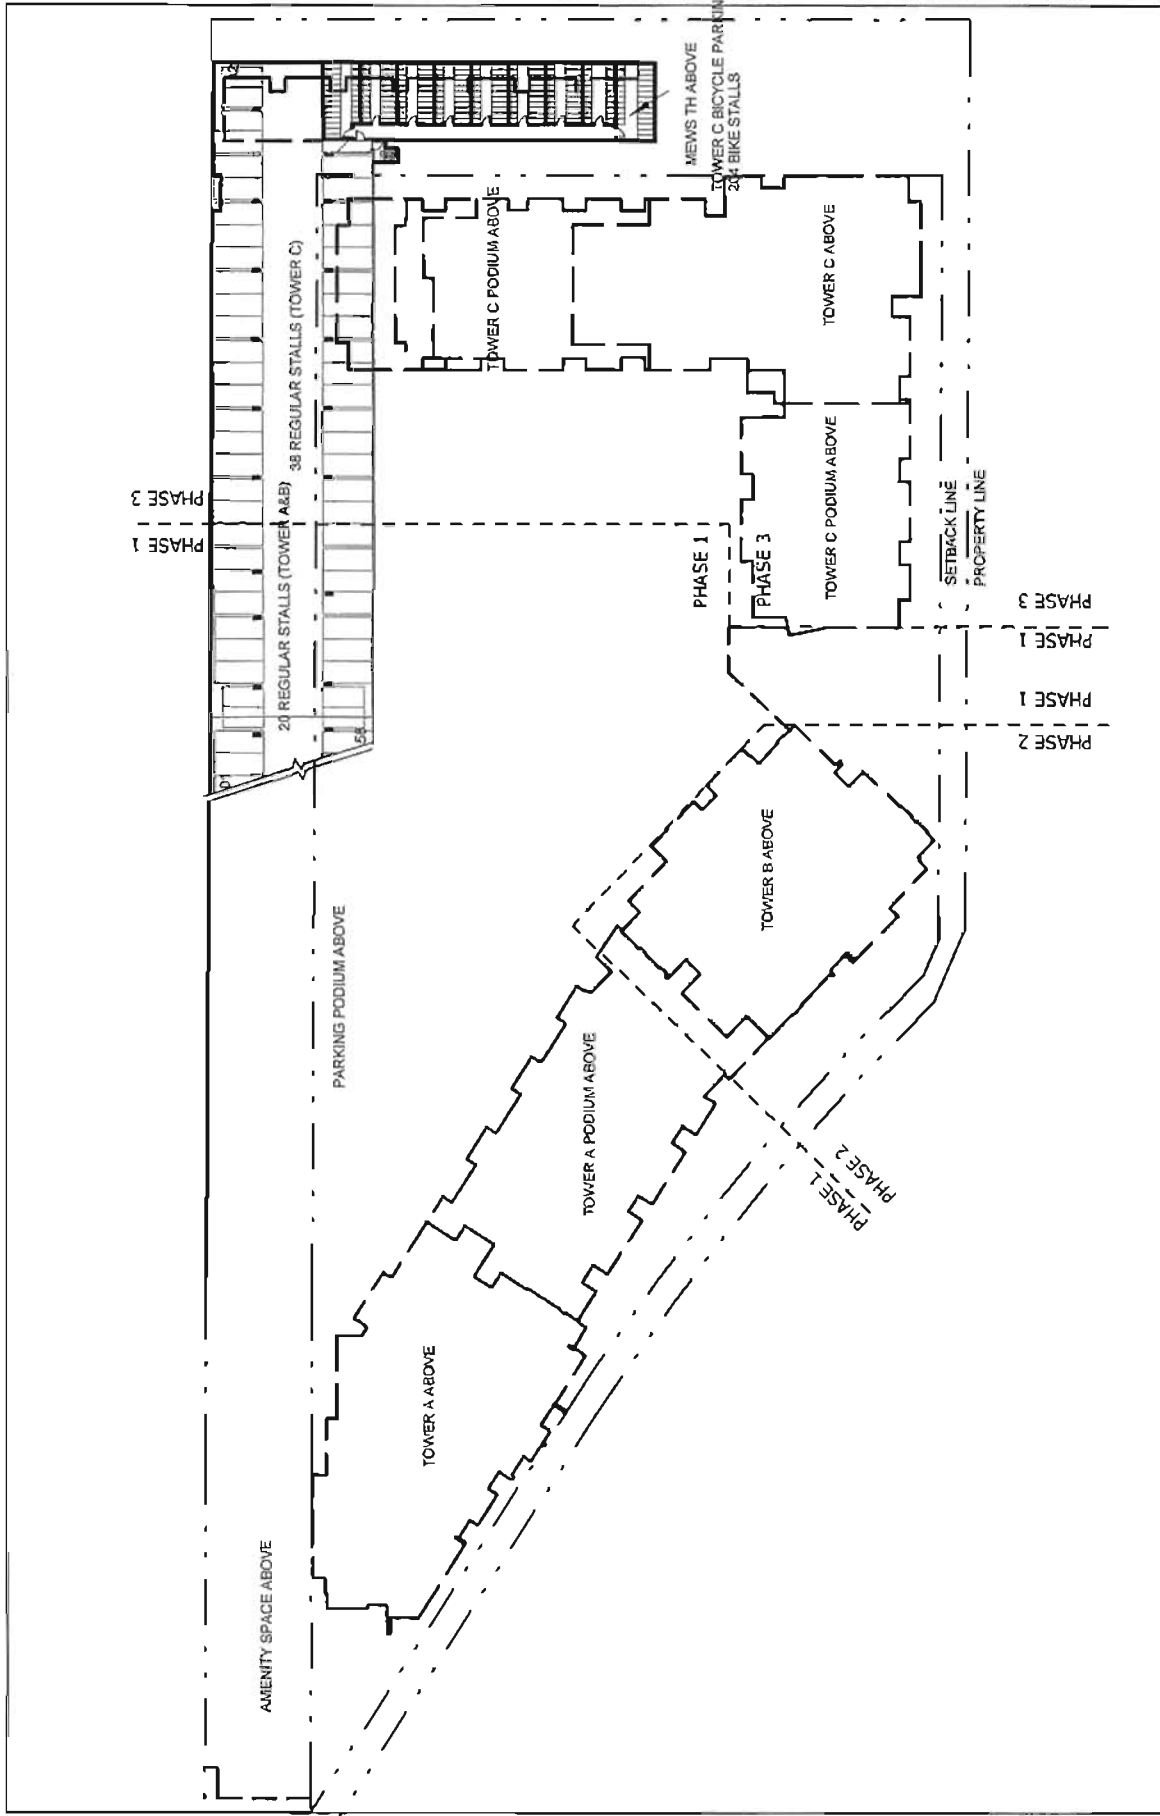 MEWS TH ABOVE
TOWER C BICYCLE PARKIN
204 BIKE STALLS
PHASE 3
PHASE 1
38 REGULAR STALLS (TOWER C)
20 REGULAR STALLS (TOWER A&B)
TOWER C PODIUM ABOVE
TOWER C ABOVE
TOWER C PODIUM ABOVE
PHASE 1
PHASE 3
SETBACK LINE
PROPERTY LINE
PHASE 3
PHASE 1
PHASE 1
PHASE 2
01
58
TOWER B ABOVE
PARKING PODIUM ABOVE
TOWER A PODIUM ABOVE
PHASE 1
PHASE 2
TOWER A ABOVE
AMENITY SPACE ABOVE